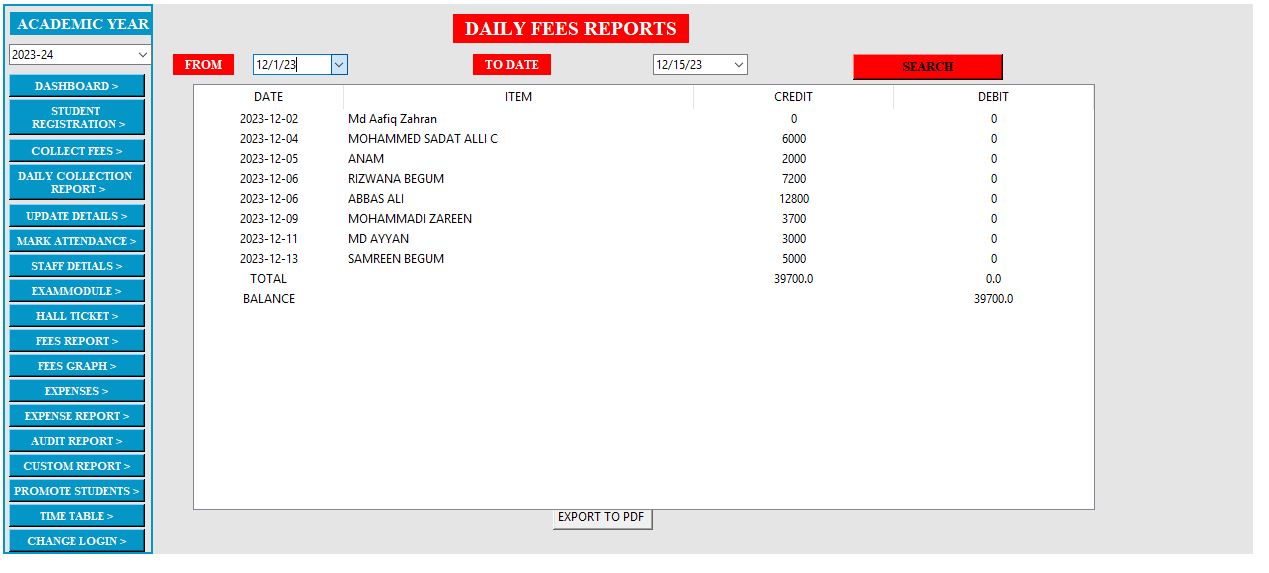 ACADEMIC YEAR
2023-24
DASHBOARD >
STUDENT
REGISTRATION >
COLLECT FEES >
DAILY COLLECTION
REPORT >
UPDATE DETAILS >
MARK ATTENDANCE >
STAFF DETIALS >
EXAMMODULE >
HALL TICKET >
FEES REPORT >
FEES GRAPH >
EXPENSES >
EXPENSE REPORT >
AUDIT REPORT >
CUSTOM REPORT >
PROMOTE STUDENTS >
TIME TABLE >
CHANGE LOGIN >
DAILY FEES REPORTS
FROM 12/1/23 TO DATE 12/15/23 SEARCH
DATE ITEM CREDIT DEBIT
2023-12-02 Md Aafiq Zahran 0 0
2023-12-04 MOHAMMED SADAT ALLI C 6000 0
2023-12-05 ANAM 2000 0
2023-12-06 RIZWANA BEGUM 7200 0
2023-12-06 ABBAS ALI 12800 0
2023-12-09 MOHAMMADI ZAREEN 3700 0
2023-12-11 MD AYYAN 3000 0
2023-12-13 SAMREEN BEGUM 5000 0
TOTAL 39700.0 0.0
BALANCE 39700.0
EXPORT TO PDF